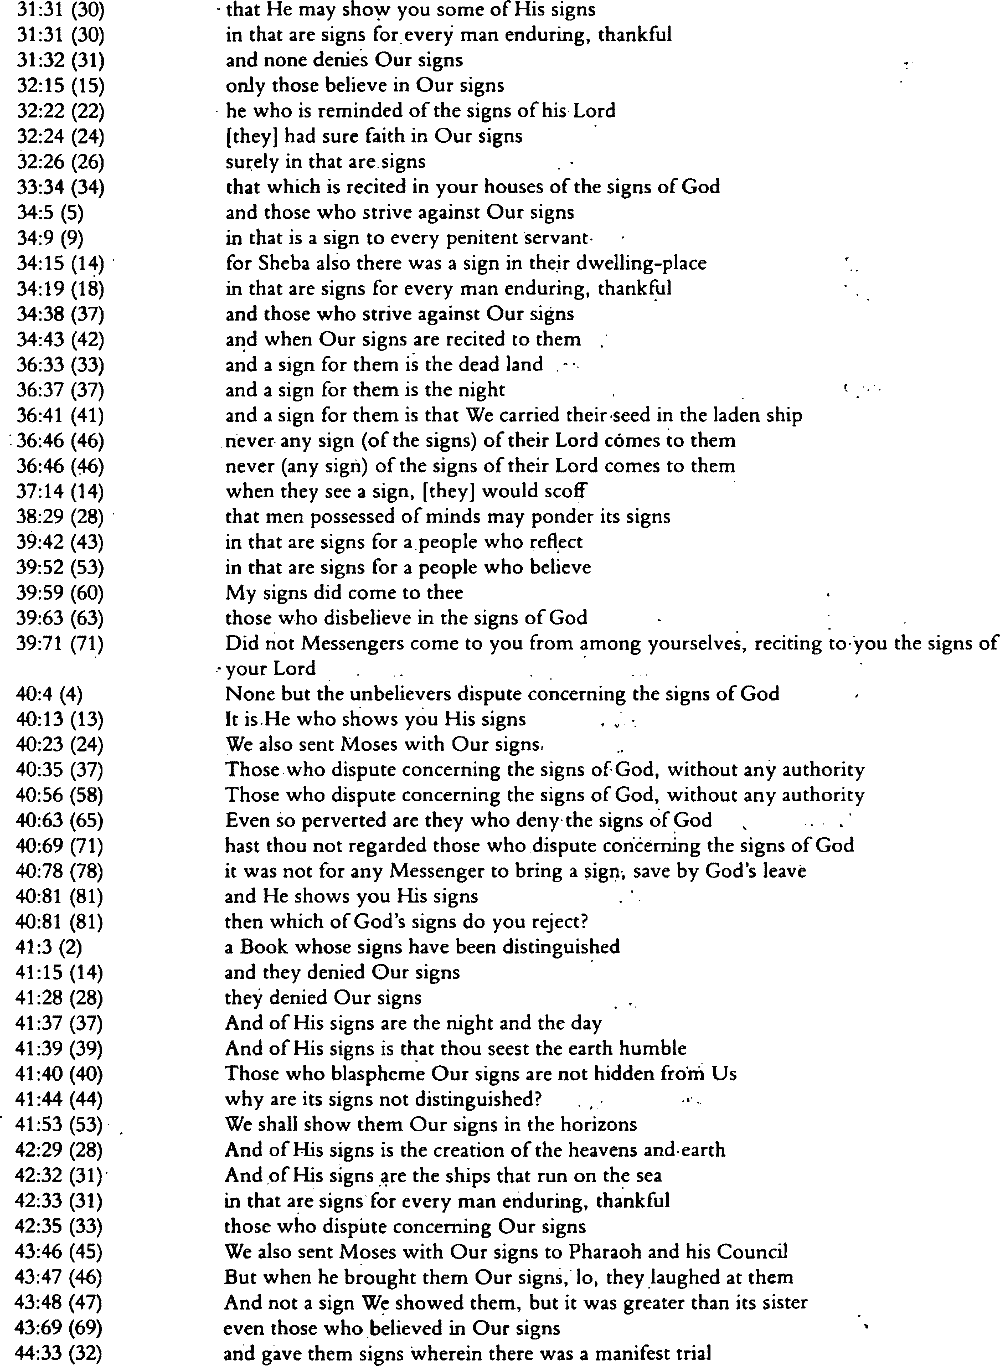 31:31 (30) that He may show you some of His signs
31:31 (30) in that are signs for every man enduring, thankful
31:32 (31) and none denies Our signs
32:15 (15) only those believe in Our signs
32:22 (22) he who is reminded of the signs of his Lord
32:24 (24) [they] had sure faith in Our signs
32:26 (26) surely in that are signs
33:34 (34) that which is recited in your houses of the signs of God
34:5 (5) and those who strive against Our signs
34:9 (9) in that is a sign to every penitent servant
34:15 (14) for Sheba also there was a sign in their dwelling-place
34:19 (18) in that are signs for every man enduring, thankful
34:38 (37) and those who strive against Our signs
34:43 (42) and when Our signs are recited to them
36:33 (33) and a sign for them is the dead land
36:37 (37) and a sign for them is the night
36:41 (41) and a sign for them is that We carried their seed in the laden ship
36:46 (46) never any sign (of the signs) of their Lord comes to them
36:46 (46) never (any sign) of the signs of their Lord comes to them
37:14 (14) when they see a sign, [they] would scoff
38:29 (28) that men possessed of minds may ponder its signs
39:42 (43) in that are signs for a people who reflect
39:52 (53) in that are signs for a people who believe
39:59 (60) My signs did come to thee
39:63 (63) those who disbelieve in the signs of God
39:71 (71) Did not Messengers come to you from among yourselves, reciting to you the signs of
your Lord
40:4 (4) None but the unbelievers dispute concerning the signs of God
40:13 (13) It is He who shows you His signs
40:23 (24) We also sent Moses with Our signs
40:35 (37) Those who dispute concerning the signs of God, without any authority
40:56 (58) Those who dispute concerning the signs of God, without any authority
40:63 (65) Even so perverted are they who deny the signs of God
40:69 (71) hast thou not regarded those who dispute concerning the signs of God
40:78 (78) it was not for any Messenger to bring a sign, save by God's leave
40:81 (81) and He shows you His signs
40:81 (81) then which of God's signs do you reject?
41:3 (2) a Book whose signs have been distinguished
41:15 (14) and they denied Our signs
41:28 (28) they denied Our signs
41:37 (37) And of His signs are the night and the day
41:39 (39) And of His signs is that thou seest the earth humble
41:40 (40) Those who blaspheme Our signs are not hidden from Us
41:44 (44) why are its signs not distinguished?
41:53 (53) We shall show them Our signs in the horizons
42:29 (28) And of His signs is the creation of the heavens and earth
42:32 (31) And of His signs are the ships that run on the sea
42:33 (31) in that are signs for every man enduring, thankful
42:35 (33) those who dispute concerning Our signs
43:46 (45) We also sent Moses with Our signs to Pharaoh and his Council
43:47 (46) But when he brought them Our signs, lo, they laughed at them
43:48 (47) And not a sign We showed them, but it was greater than its sister
43:69 (69) even those who believed in Our signs
44:33 (32) and gave them signs wherein there was a manifest trial